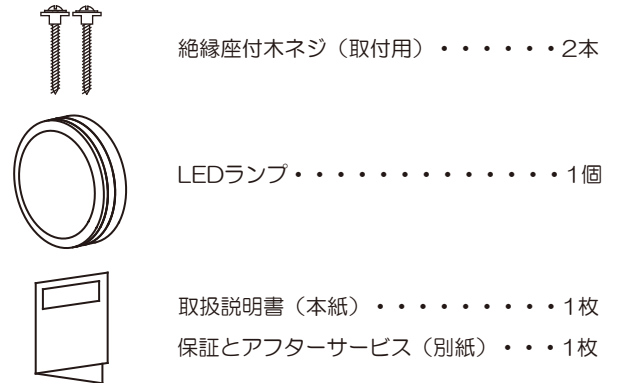 絶縁座付木ネジ（取付用）・・・・・・2本
LEDランプ・・・・・・・・・・・・・1個
取扱説明書（本紙）・・・・・・・・・1枚
保証とアフターサービス（別紙）・・・1枚